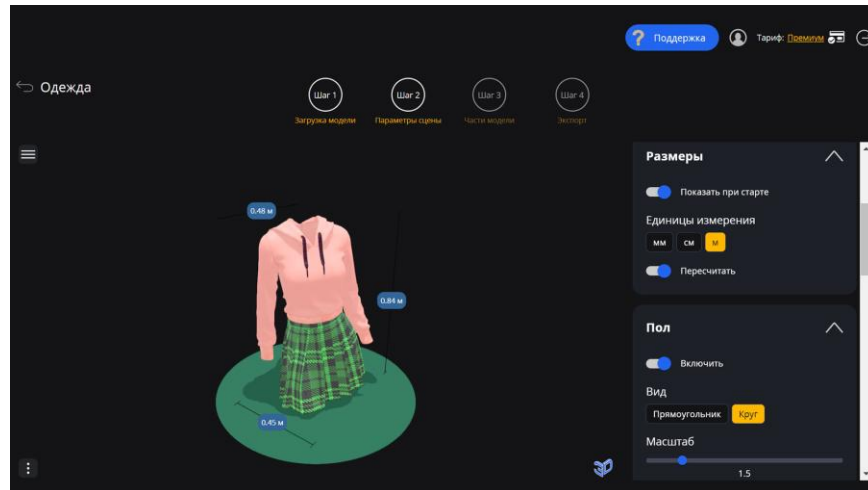 ? Поддержка
Тариф: Премиум
Одежда
Шаг 1
Шаг 2
Шаг 3
Шаг 4
Загрузка модели
Параметры сцены
Части модели
Экспорт
Размеры
Показать при старте
Единицы измерения
мм см м
Пересчитать
0.48 м
0.84 м
0.45 м
Пол
Включить
Вид
Прямоугольник Круг
Масштаб
1.5
3D